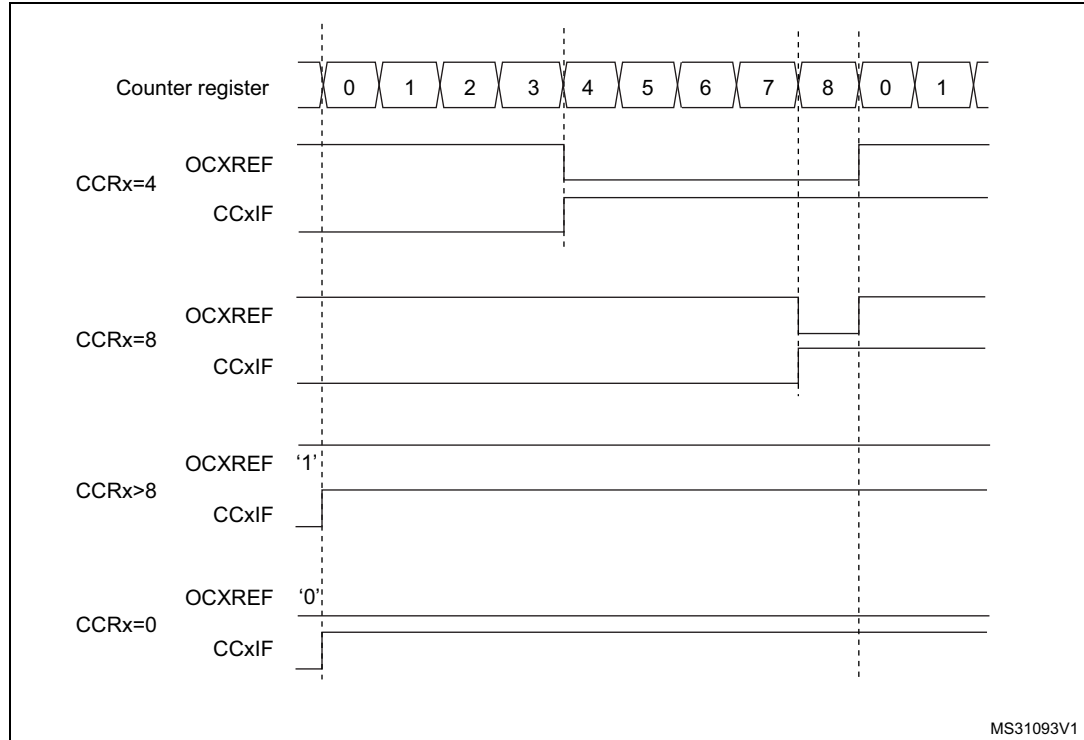 Counter register 0 1 2 3 4 5 6 7 8 0 1
OCXREF
CCRx=4
CCxIF
OCXREF
CCRx=8
CCxIF
OCXREF '1'
CCRx>8
CCxIF
OCXREF '0'
CCRx=0
CCxIF
MS31093V1